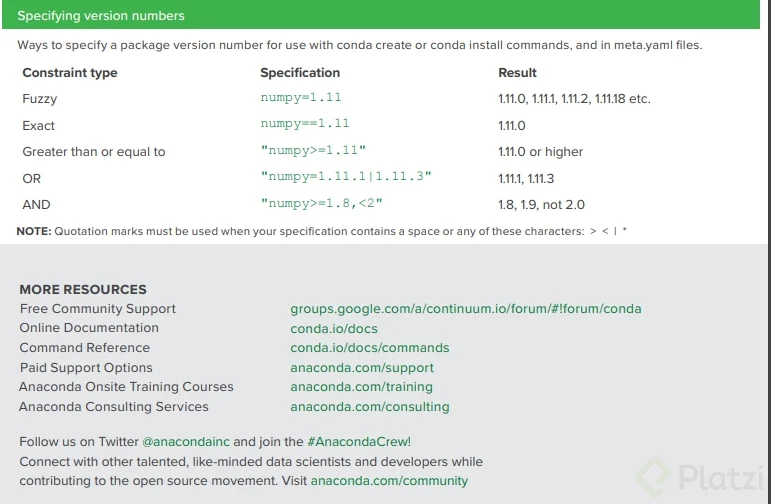 Specifying version numbers
Ways to specify a package version number for use with conda create or conda install commands, and in meta.yaml files.
Constraint type Specification Result
Fuzzy numpy=1.11 1.11.0, 1.11.1, 1.11.2, 1.11.18 etc.
Exact numpy==1.11 1.11.0
Greater than or equal to "numpy>=1.11" 1.11.0 or higher
OR "numpy=1.11.1|1.11.3" 1.11.1, 1.11.3
AND "numpy>=1.8,<2" 1.8, 1.9, not 2.0
NOTE: Quotation marks must be used when your specification contains a space or any of these characters: > < | *
MORE RESOURCES
Free Community Support groups.google.com/a/continuum.io/forum/#!forum/conda
Online Documentation conda.io/docs
Command Reference conda.io/docs/commands
Paid Support Options anaconda.com/support
Anaconda Onsite Training Courses anaconda.com/training
Anaconda Consulting Services anaconda.com/consulting
Follow us on Twitter @anacondainc and join the #AnacondaCrew!
Connect with other talented, like-minded data scientists and developers while
contributing to the open source movement. Visit anaconda.com/community
Platzi